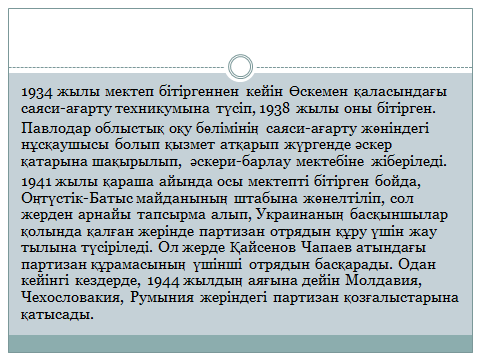 1934 жылы мектеп бітіргеннен кейін Өскемен қаласындағы
саяси-ағарту техникумына түсіп, 1938 жылы оны бітірген.
Павлодар облыстық оқу бөлімінің саяси-ағарту жөніндегі
нұсқаушысы болып қызмет атқарып жүргенде әскер
қатарына шақырылып, әскери-барлау мектебіне жіберіледі.
1941 жылы қараша айында осы мектепті бітірген бойда,
Оңтүстік-Батыс майданының штабына жөнелтіліп, сол
жерден арнайы тапсырма алып, Украинаның басқыншылар
қолында қалған жерінде партизан отрядын құру үшін жау
тылына түсіріледі. Ол жерде Қайсенов Чапаев атындағы
партизан құрамасының үшінші отрядын басқарады. Одан
кейінгі кездерде, 1944 жылдың аяғына дейін Молдавия,
Чехословакия, Румыния жеріндегі партизан қозғалыстарына
қатысады.